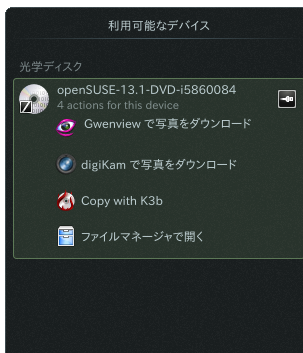 利用可能なデバイス
光学ディスク
openSUSE-13.1-DVD-i5860084
4 actions for this device
Gwenview で写真をダウンロード
digiKam で写真をダウンロード
Copy with K3b
ファイルマネージャで開く